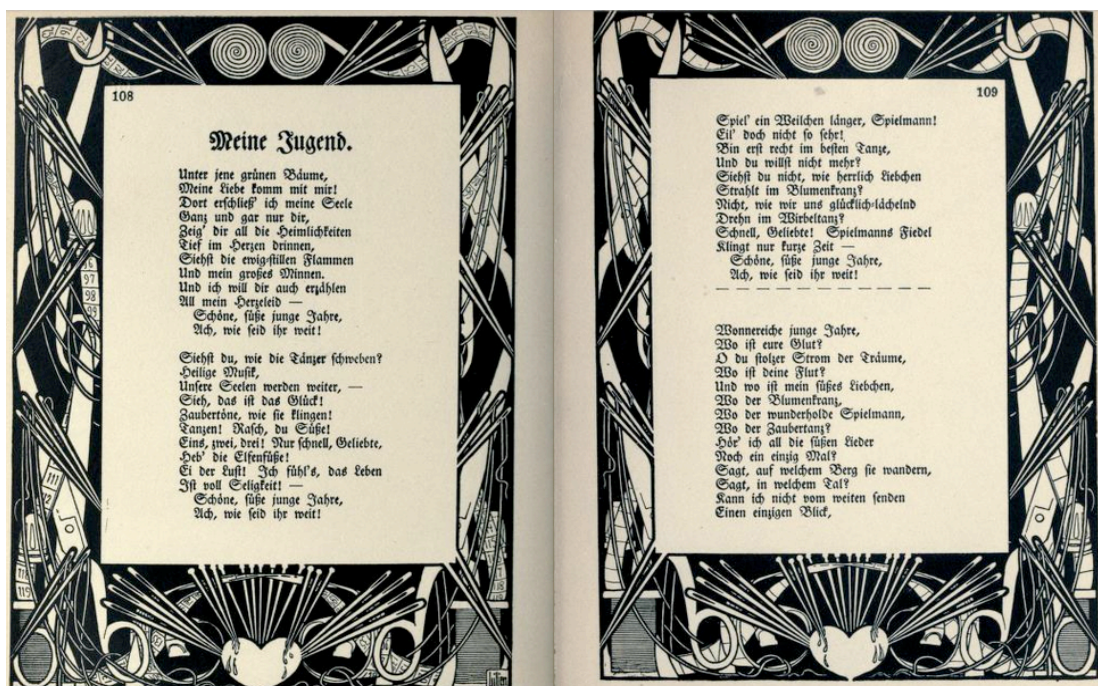 108
Meine Jugend.
Unter jene grünen Bäume,
Meine Liebe komm mit mir!
Dort erschließ' ich meine Seele
Ganz und gar nur dir,
Zeig' dir all die Heimlichkeiten
Tief im Herzen drinnen,
Siehst die ewig-stillen Flammen
Und mein großes Minnen.
Und ich will dir auch erzählen
All mein Herzeleid —
Schöne, süße junge Jahre,
Ach, wie seid ihr weit!
Siehst du, wie die Tänzer schweben?
Heilige Musik,
Unsere Seelen werden weiter, —
Sieh, das ist das Glück!
Zaubertöne, wie sie klingen!
Tanzen! Rasch, du Süße!
Eins, zwei, drei! Nur schnell, Geliebte,
Heb' die Elfenfüße!
Ei der Lust! Ich fühl's, das Leben
Ist voll Seligkeit! —
Schöne, süße junge Jahre,
Ach, wie seid ihr weit!
96
97
98
99
111
109
Spiel' ein Weilchen länger, Spielmann!
Eil' doch nicht so sehr!
Bin erst recht im besten Tanze,
Und du willst nicht mehr?
Siehst du nicht, wie herrlich Liebchen
Strahlt im Blumenkranz?
Nicht, wie wir uns glücklich-lächelnd
Drehn im Wirbeltanz?
Schnell, Geliebte! Spielmanns Fiedel
Klingt nur kurze Zeit —
Schöne, süße junge Jahre,
Ach, wie seid ihr weit!
Wonnereiche junge Jahre,
Wo ist eure Glut?
O du stolzer Strom der Träume,
Wo ist deine Flut?
Und wo ist mein süßes Liebchen,
Wo der Blumenkranz,
Wo der wunderholde Spielmann,
Wo der Zaubertanz?
Hör' ich all die süßen Lieder
Noch ein einzig Mal?
Sagt, auf welchem Berg sie wandern,
Sagt, in welchem Tal?
Kann ich nicht vom weiten senden
Einen einzigen Blick,